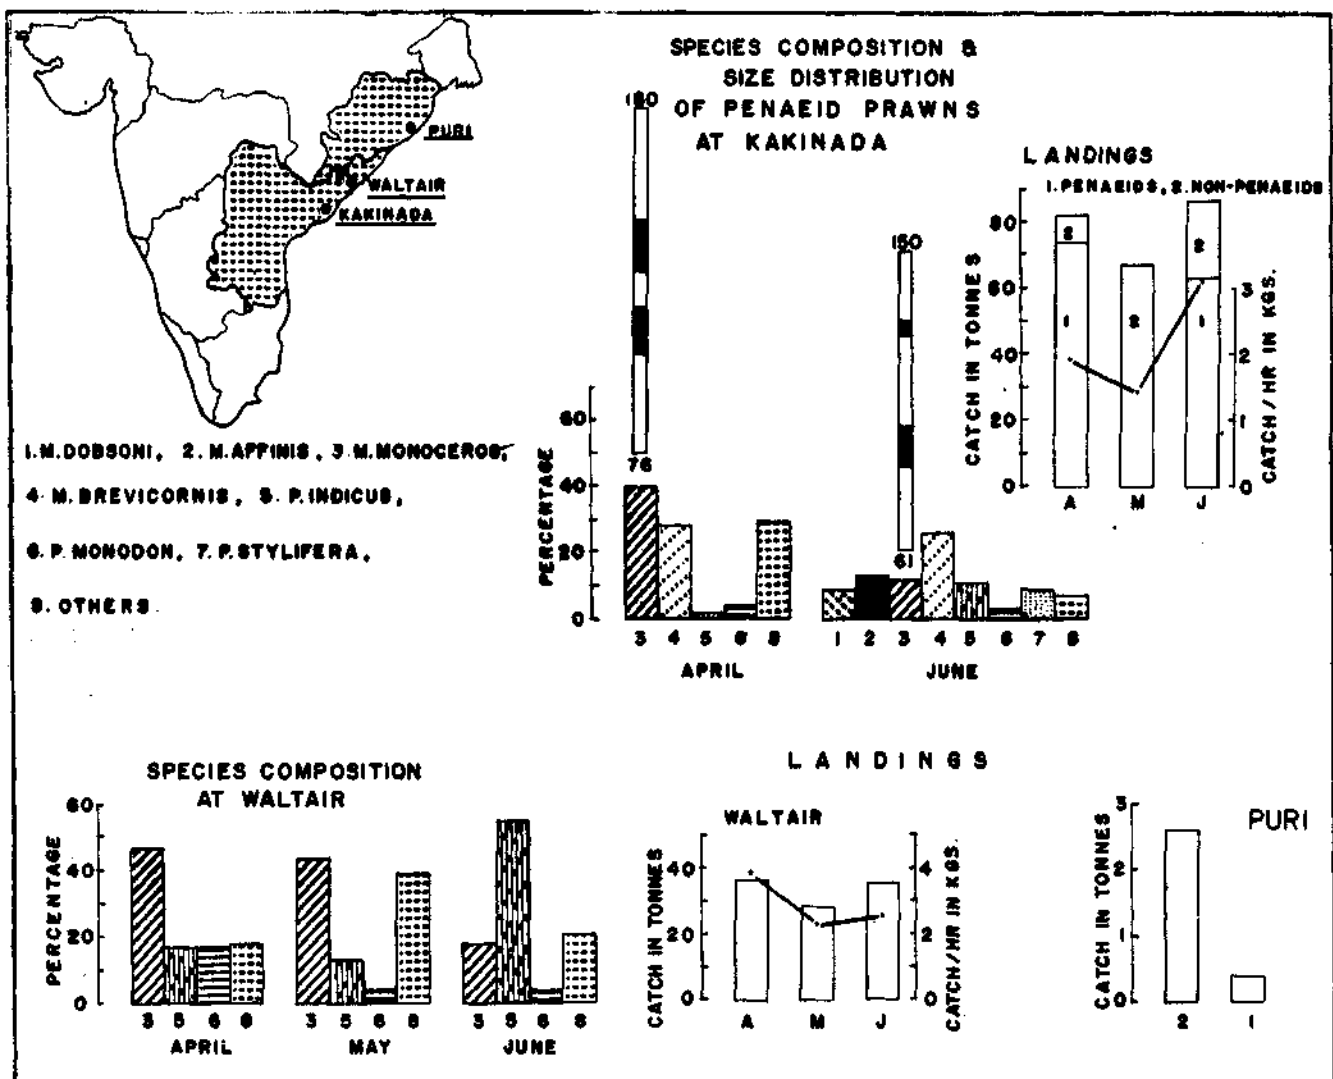 SPECIES COMPOSITION &
SIZE DISTRIBUTION
OF PENAEID PRAWNS
AT KAKINADA
PURI
WALTAIR
KAKINADA
1.M.DOBSONI, 2.M.AFFINIS, 3.M.MONOCEROS,
4.M.BREVICORNIS, 5.P.INDICUS,
6.P.MONODON, 7.P.STYLIFERA,
8.OTHERS
PERCENTAGE
60
40
20
0
180
76
150
61
3 4 5 6 8
APRIL
1 2 3 4 5 6 7 8
JUNE
LANDINGS
1.PENAEIDS, 2.NON-PENAEIDS
CATCH IN TONNES
80
60
40
20
0
2
1
2
2
1
A M J
3
2
1
0
CATCH/HR IN KGS.
SPECIES COMPOSITION
AT WALTAIR
PERCENTAGE
60
40
20
0
3 5 6 8
APRIL
3 5 6 8
MAY
3 5 6 8
JUNE
LANDINGS
WALTAIR
CATCH IN TONNES
40
20
0
A M J
4
2
0
CATCH/HR IN KGS.
PURI
CATCH IN TONNES
3
2
1
0
2 1